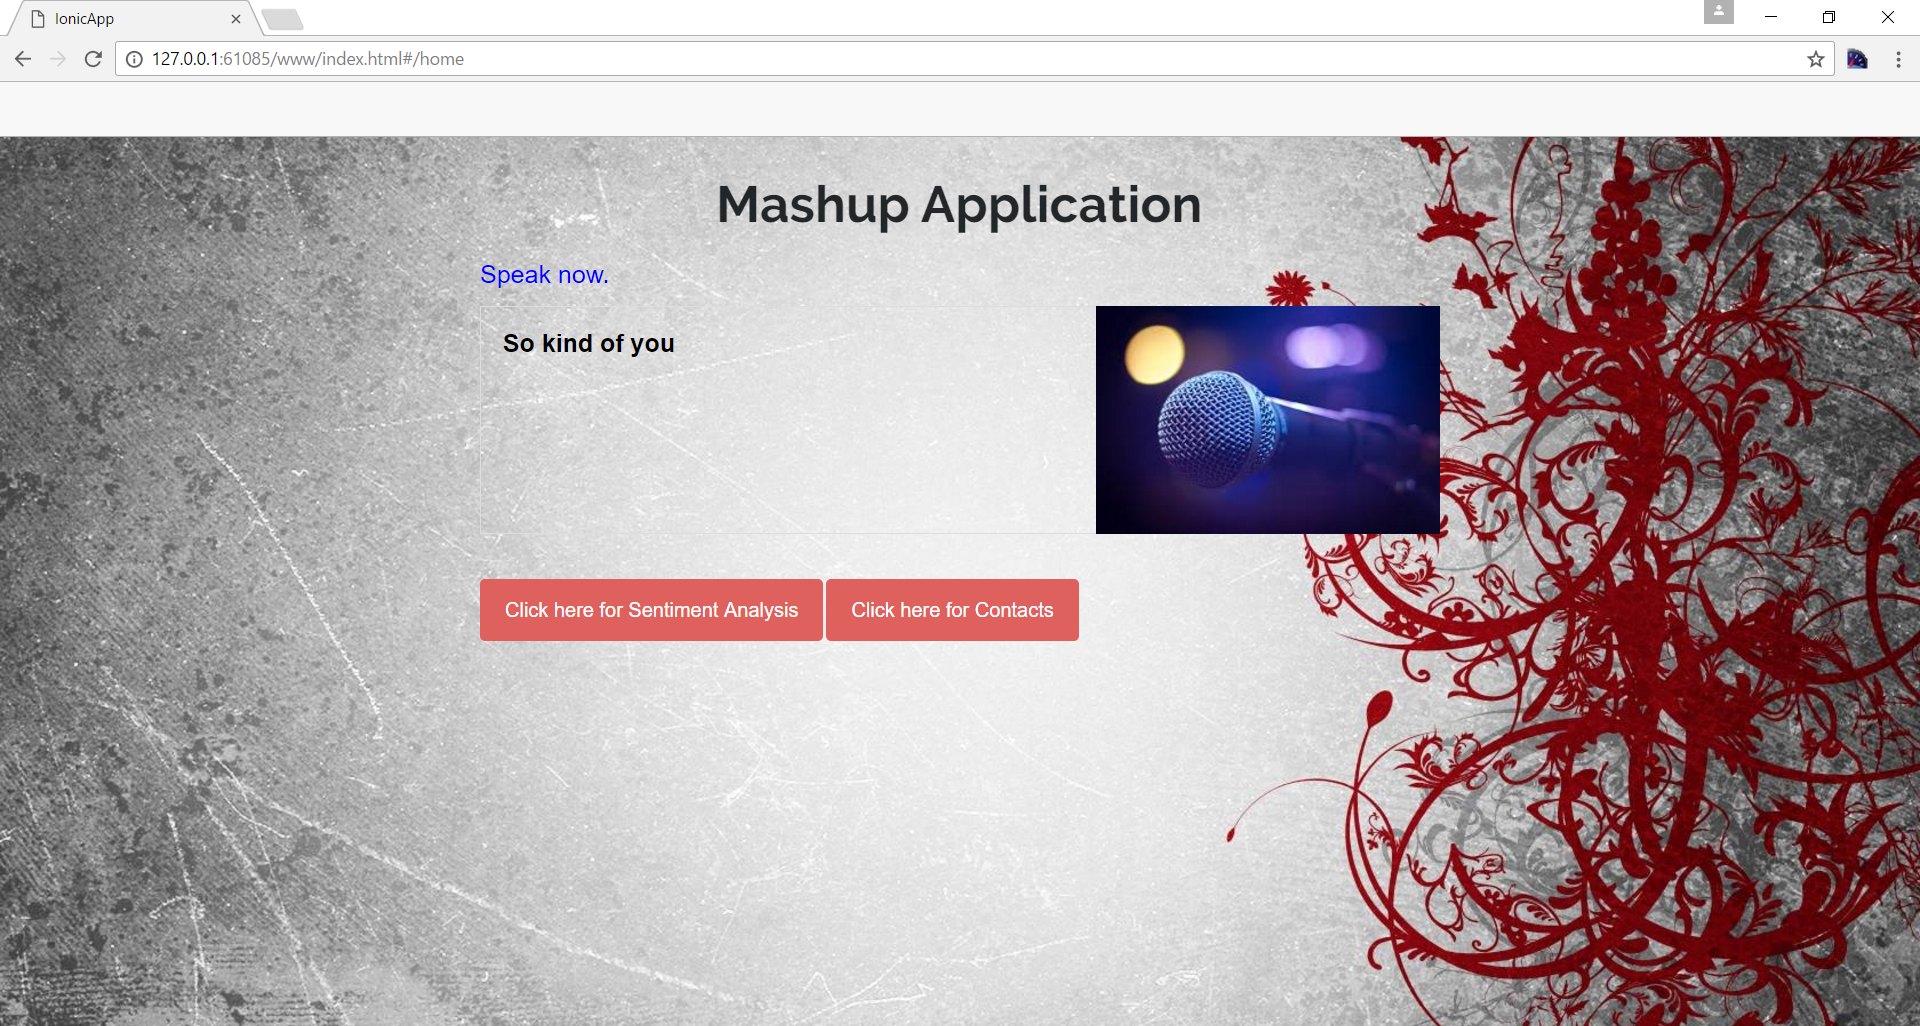 IonicApp
127.0.0.1:61085/www/index.html#/home
Mashup Application
Speak now.
So kind of you
Click here for Sentiment Analysis
Click here for Contacts